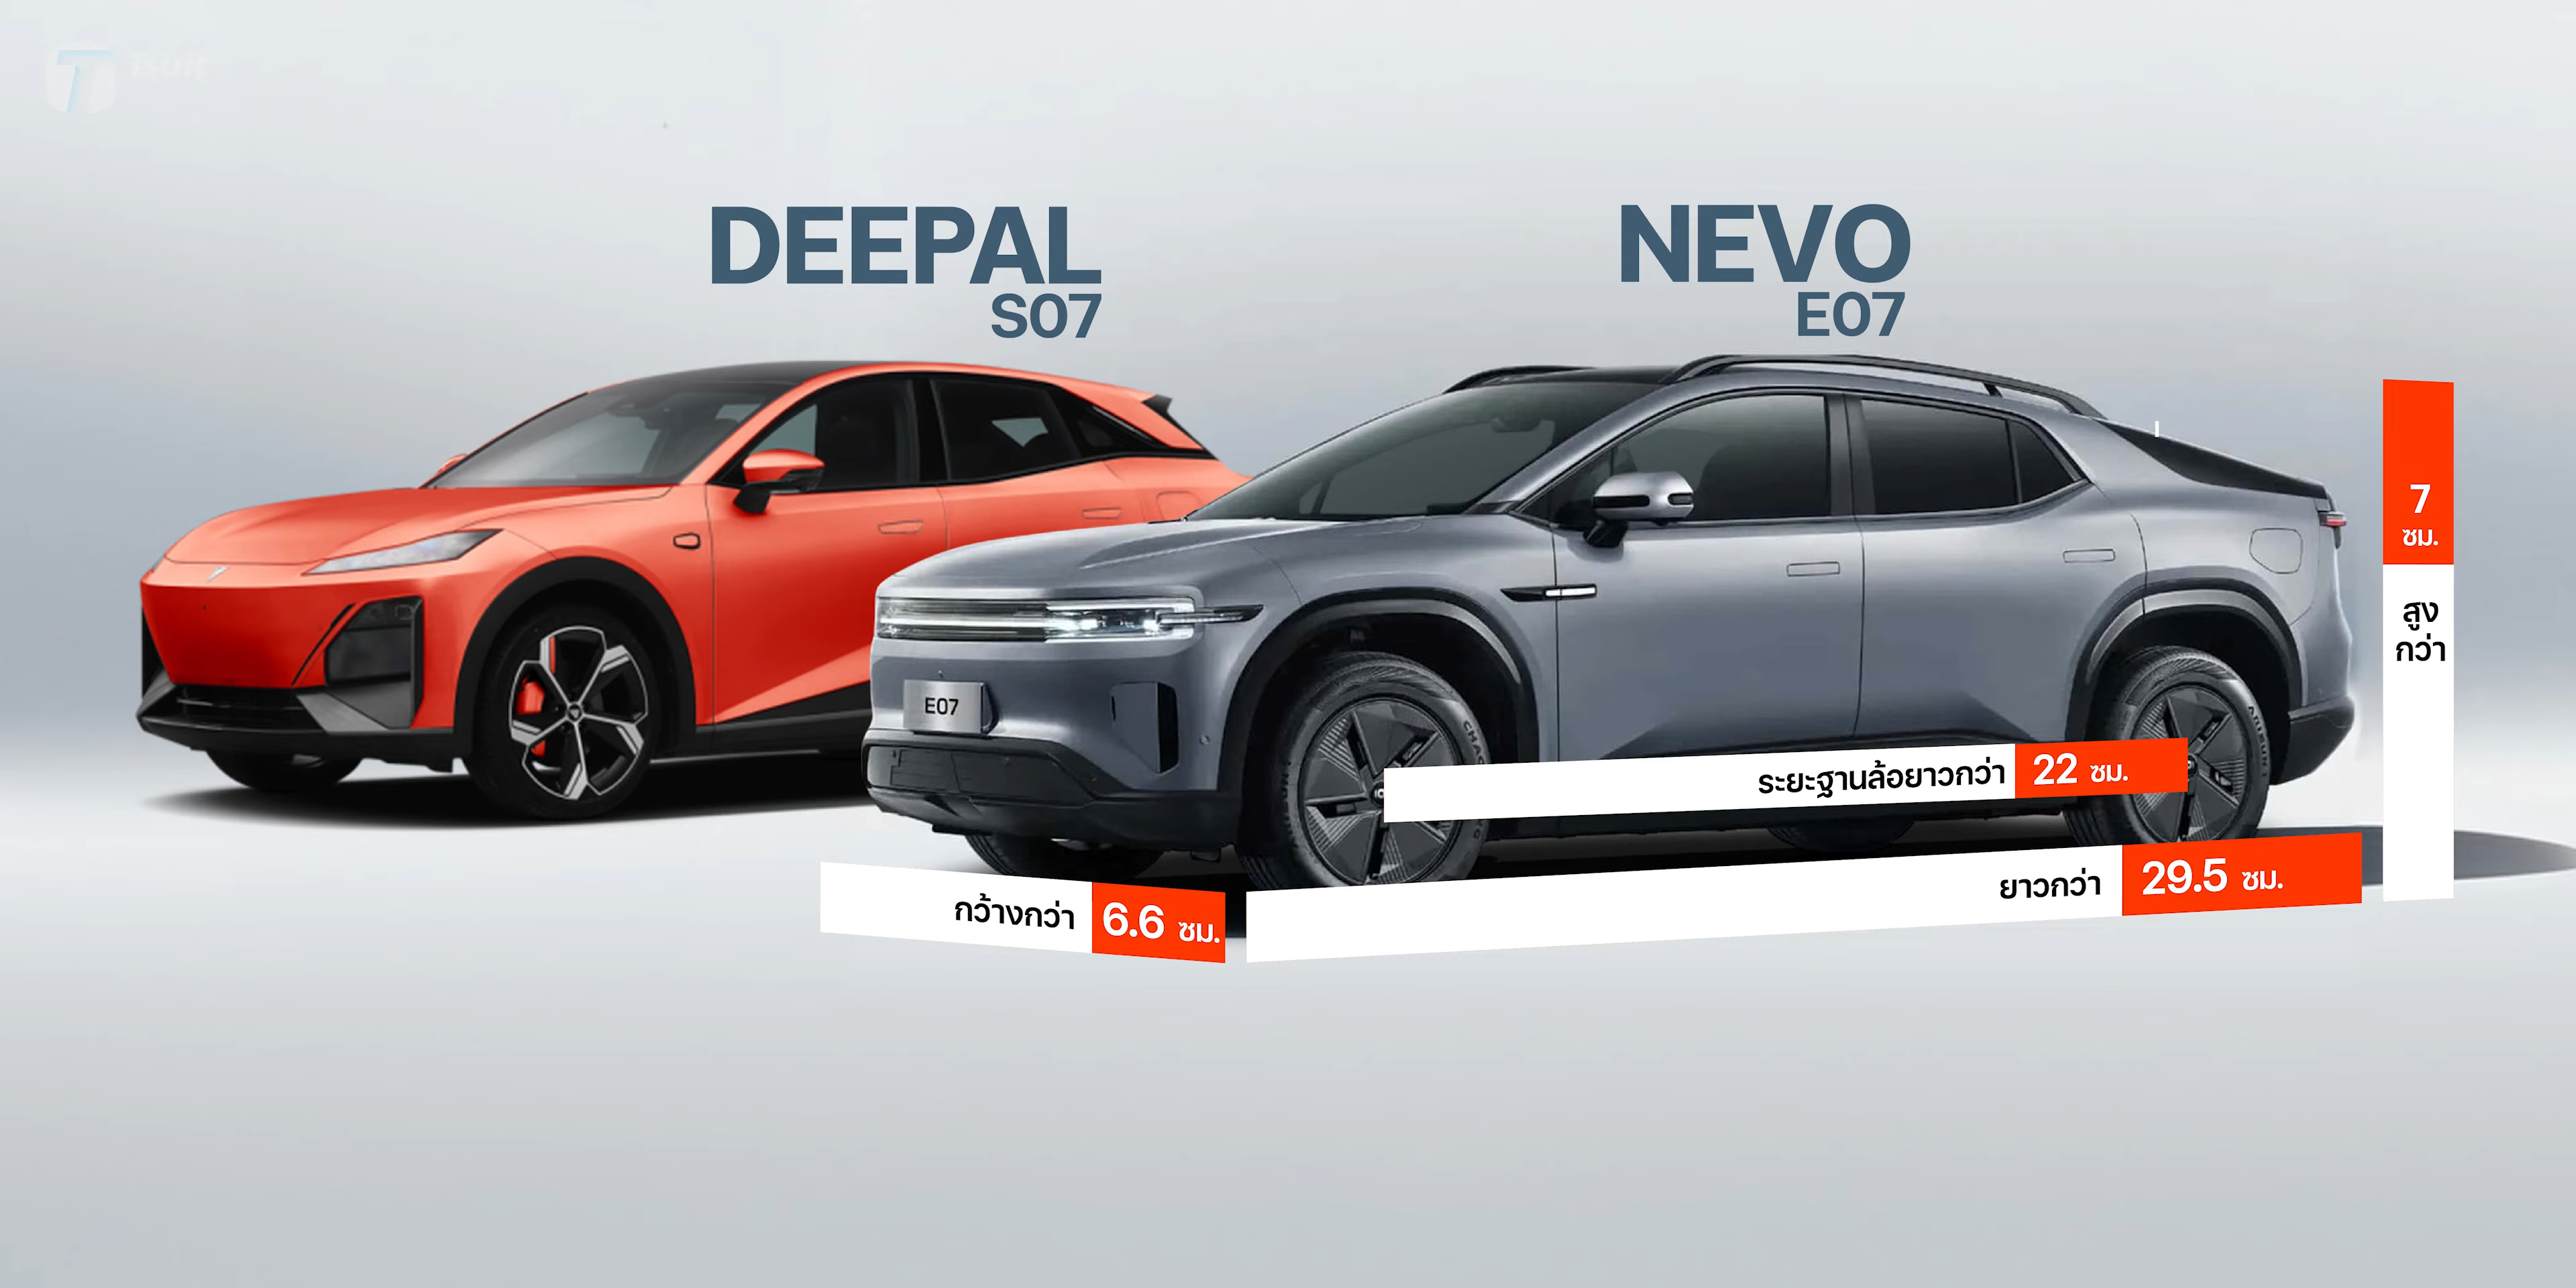 DEEPAL
S07
NEVO
E07
7
ซม.
สูง
กว่า
E07
ระยะฐานล้อยาวกว่า 22 ซม.
ยาวกว่า 29.5 ซม.
กว้างกว่า 6.6 ซม.